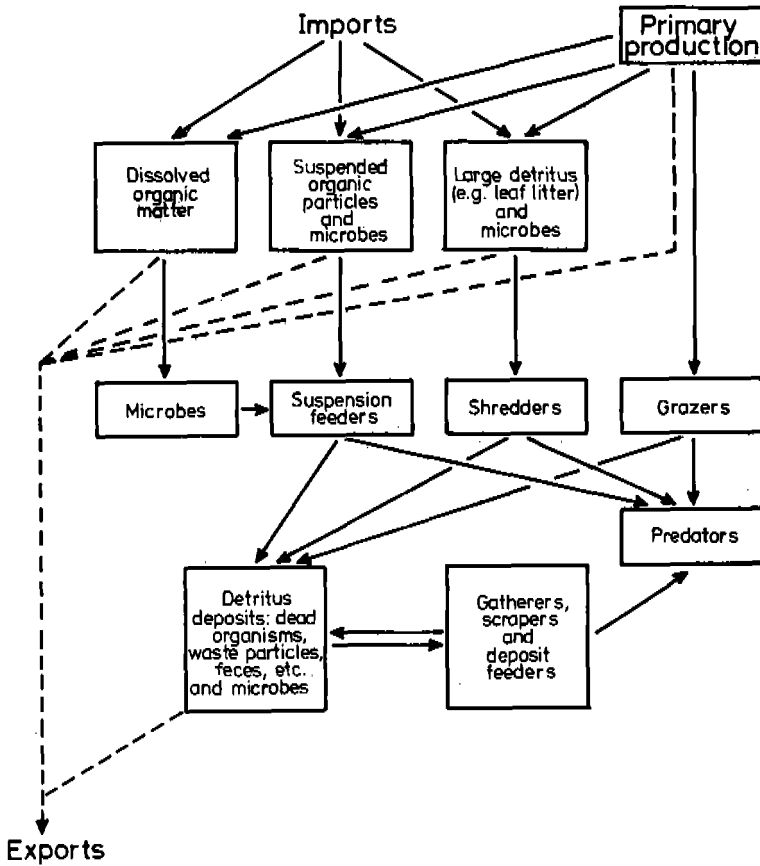 Imports
Primary
production
Dissolved
organic
matter
Suspended
organic
particles
and
microbes
Large detritus
(e.g. leaf litter)
and
microbes
Microbes
Suspension
feeders
Shredders
Grazers
Predators
Detritus
deposits: dead
organisms,
waste particles,
feces, etc..
and microbes
Gatherers,
scrapers
and
deposit
feeders
Exports